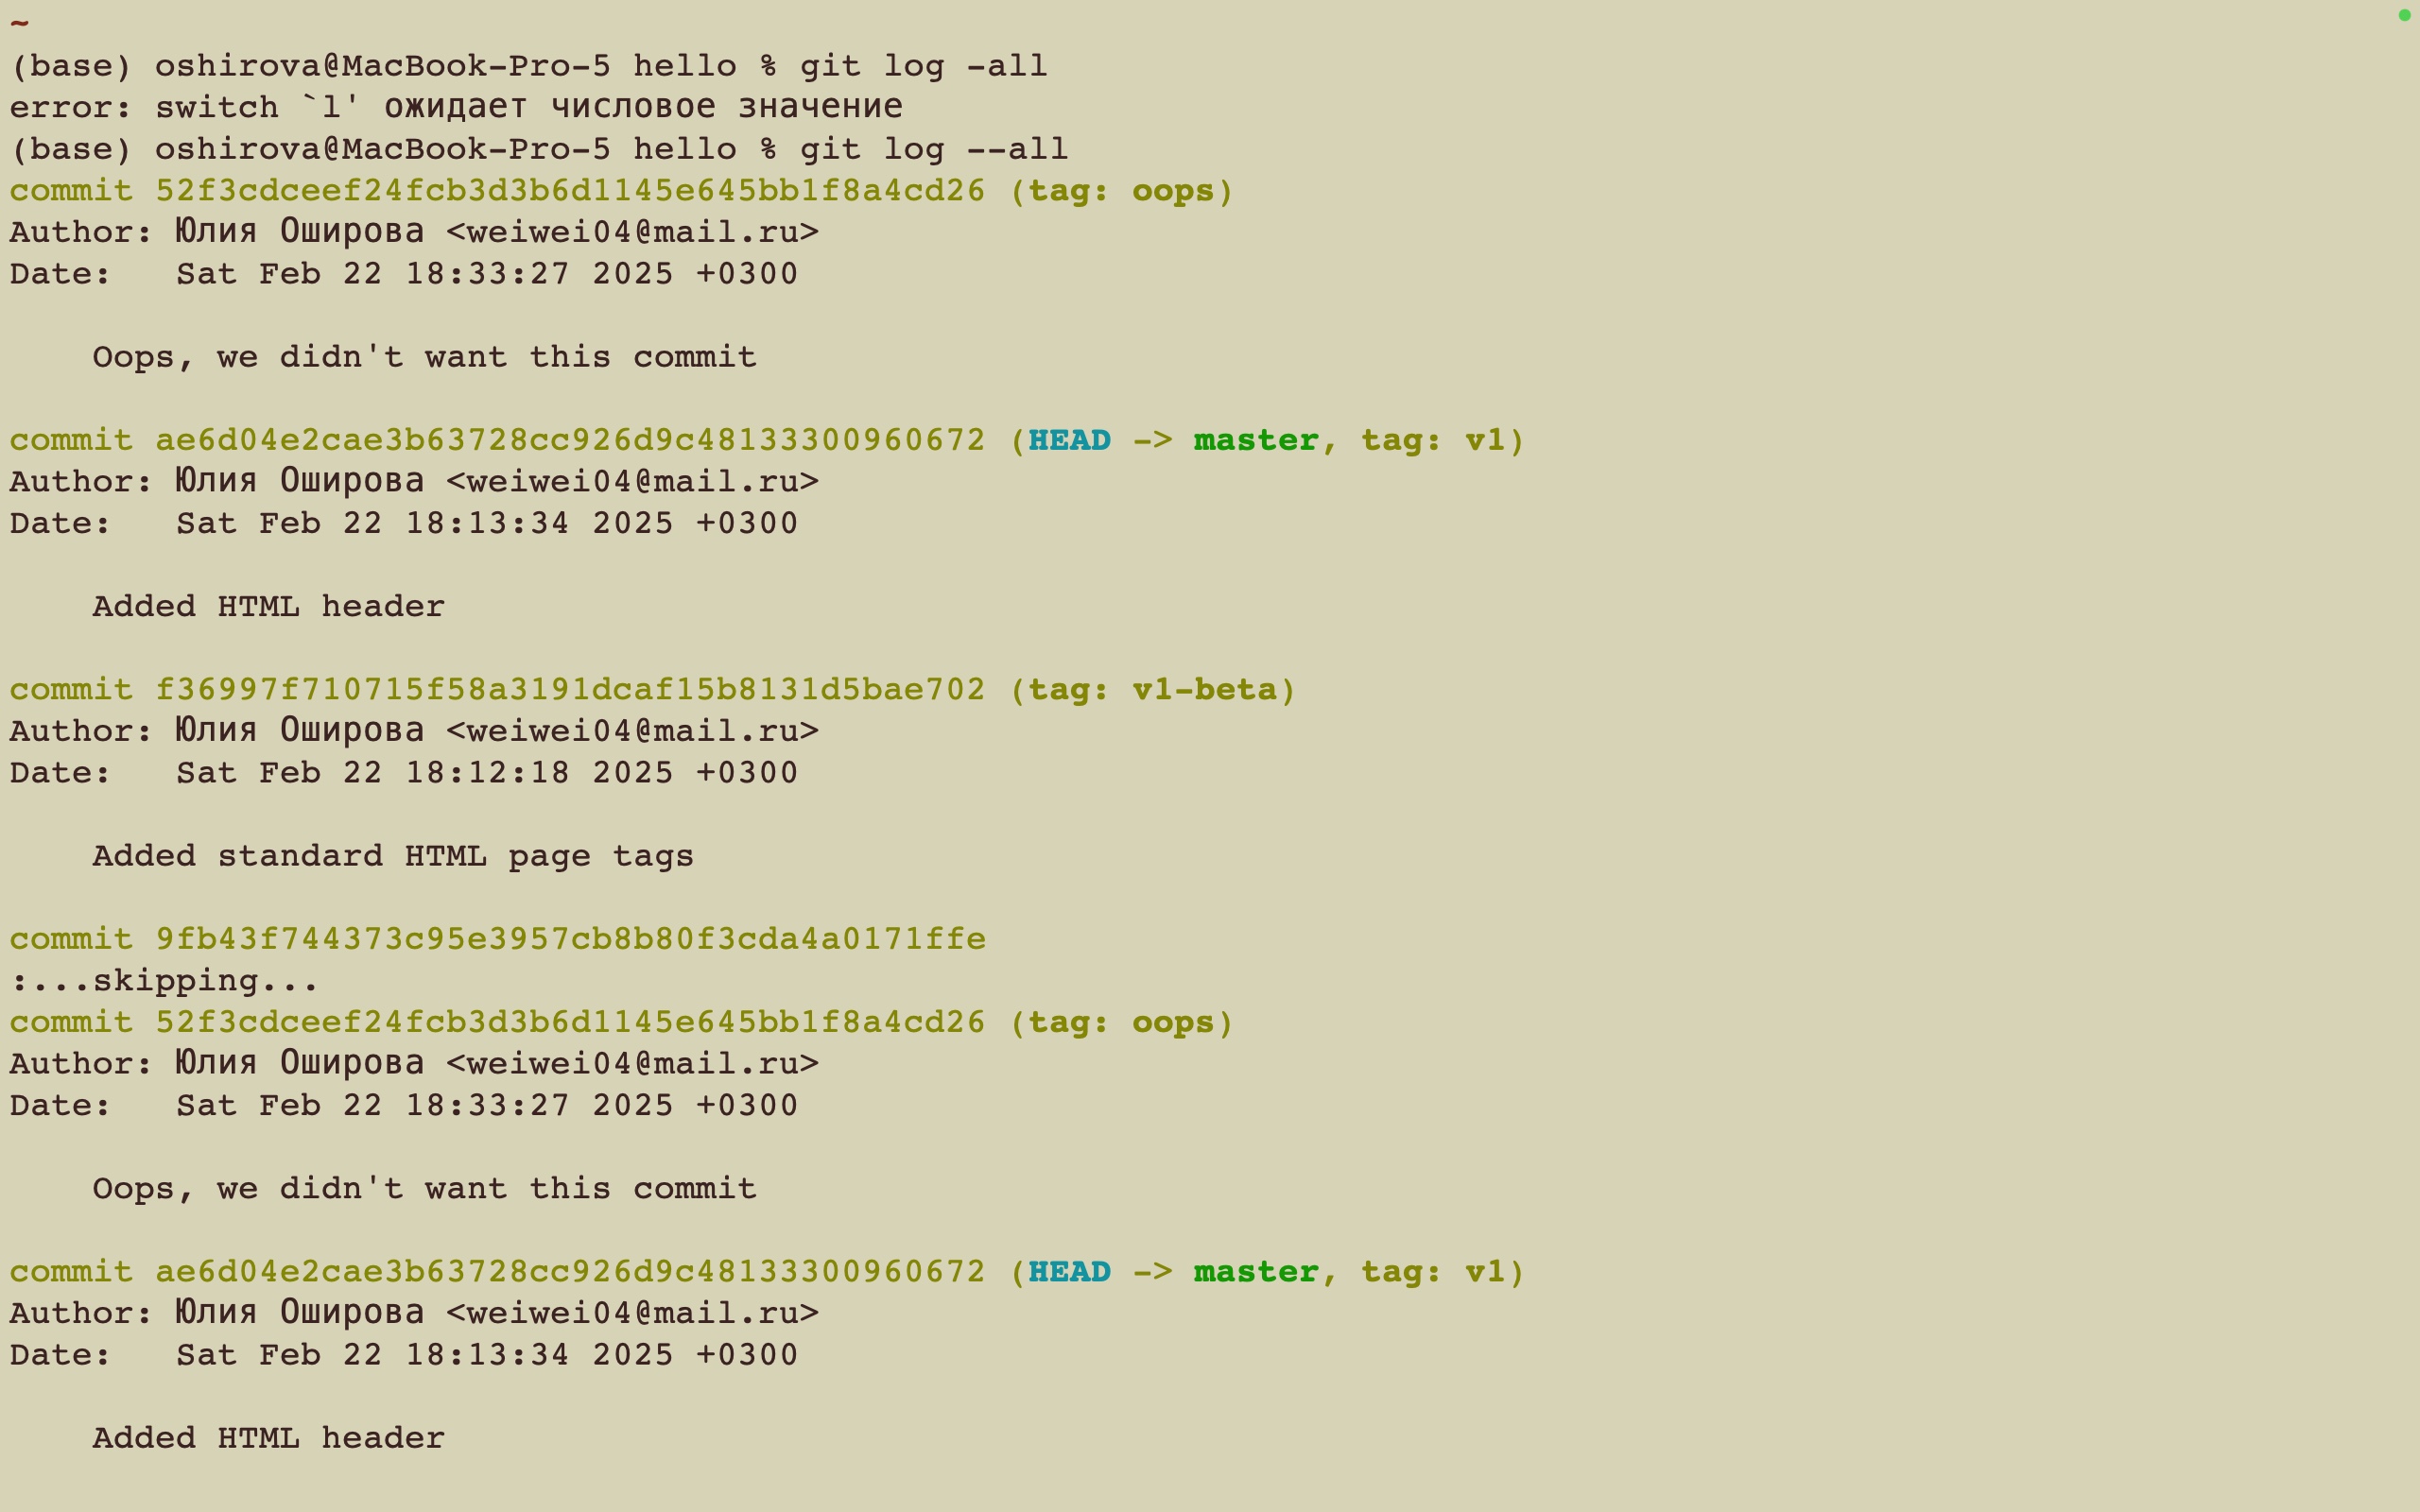 ~
(base) oshirova@MacBook-Pro-5 hello % git log -all
error: switch `l' ожидает числовое значение
(base) oshirova@MacBook-Pro-5 hello % git log --all
commit 52f3cdceef24fcb3d3b6d1145e645bb1f8a4cd26 (tag: oops)
Author: Юлия Оширова <weiwei04@mail.ru>
Date:   Sat Feb 22 18:33:27 2025 +0300

    Oops, we didn't want this commit

commit ae6d04e2cae3b63728cc926d9c48133300960672 (HEAD -> master, tag: v1)
Author: Юлия Оширова <weiwei04@mail.ru>
Date:   Sat Feb 22 18:13:34 2025 +0300

    Added HTML header

commit f36997f710715f58a3191dcaf15b8131d5bae702 (tag: v1-beta)
Author: Юлия Оширова <weiwei04@mail.ru>
Date:   Sat Feb 22 18:12:18 2025 +0300

    Added standard HTML page tags

commit 9fb43f744373c95e3957cb8b80f3cda4a0171ffe
:...skipping...
commit 52f3cdceef24fcb3d3b6d1145e645bb1f8a4cd26 (tag: oops)
Author: Юлия Оширова <weiwei04@mail.ru>
Date:   Sat Feb 22 18:33:27 2025 +0300

    Oops, we didn't want this commit

commit ae6d04e2cae3b63728cc926d9c48133300960672 (HEAD -> master, tag: v1)
Author: Юлия Оширова <weiwei04@mail.ru>
Date:   Sat Feb 22 18:13:34 2025 +0300

    Added HTML header